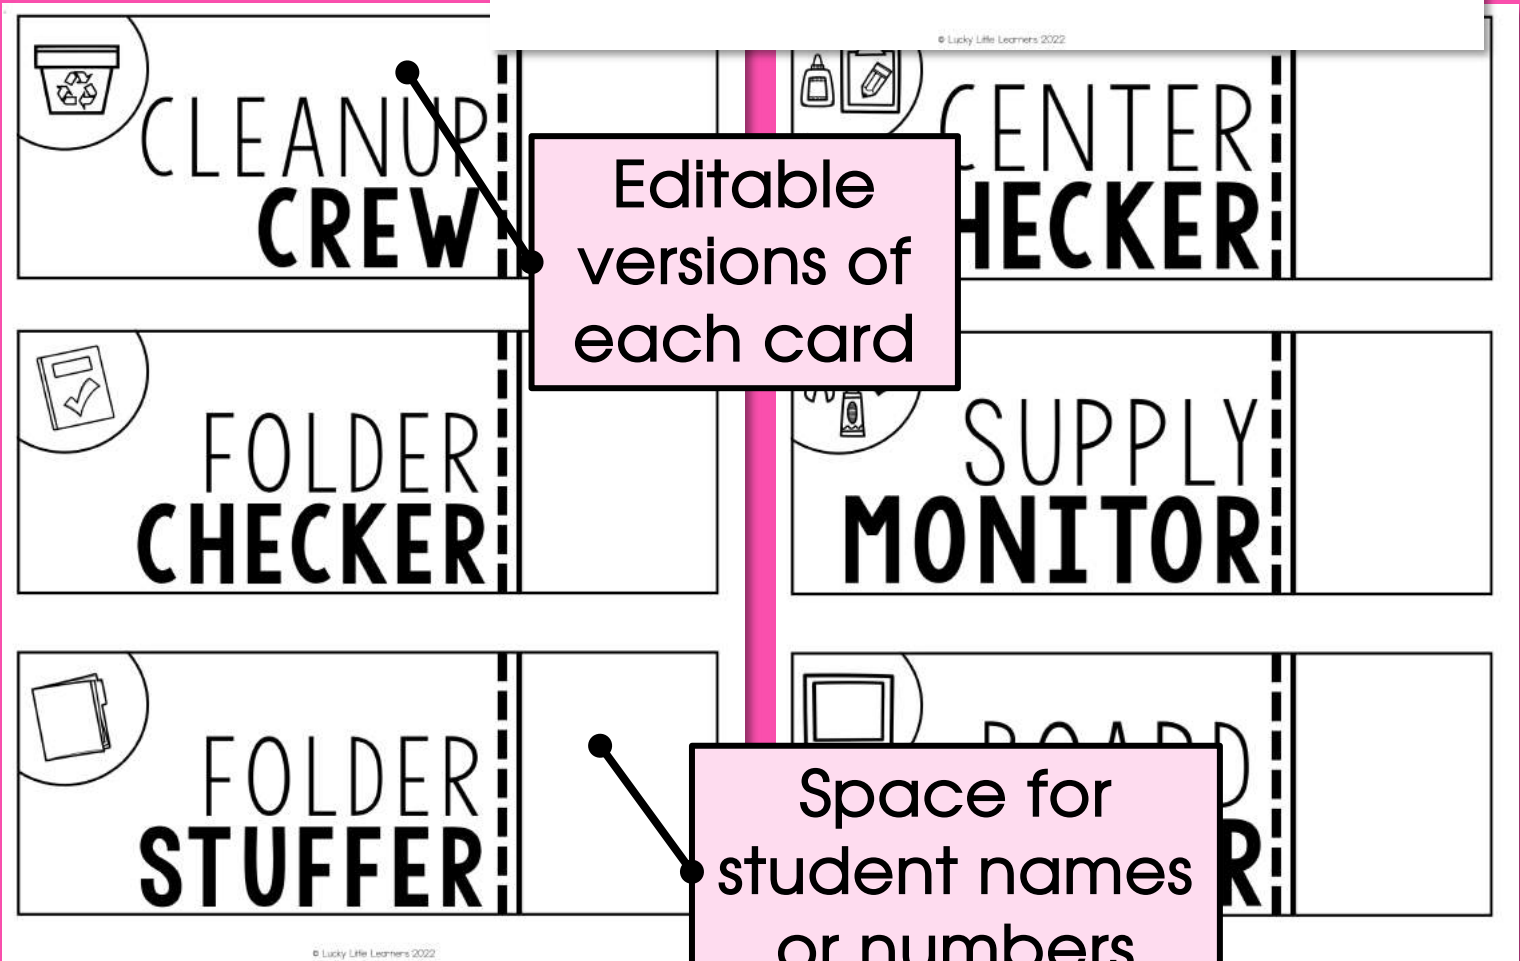 © Lucky Little Learners 2022
CLEANUP
CREW
CENTER
HECKER
Editable
versions of
each card
FOLDER
CHECKER
SUPPLY
MONITOR
FOLDER
STUFFER
BOARD
R
Space for
student names
or numbers
© Lucky Little Learners 2022